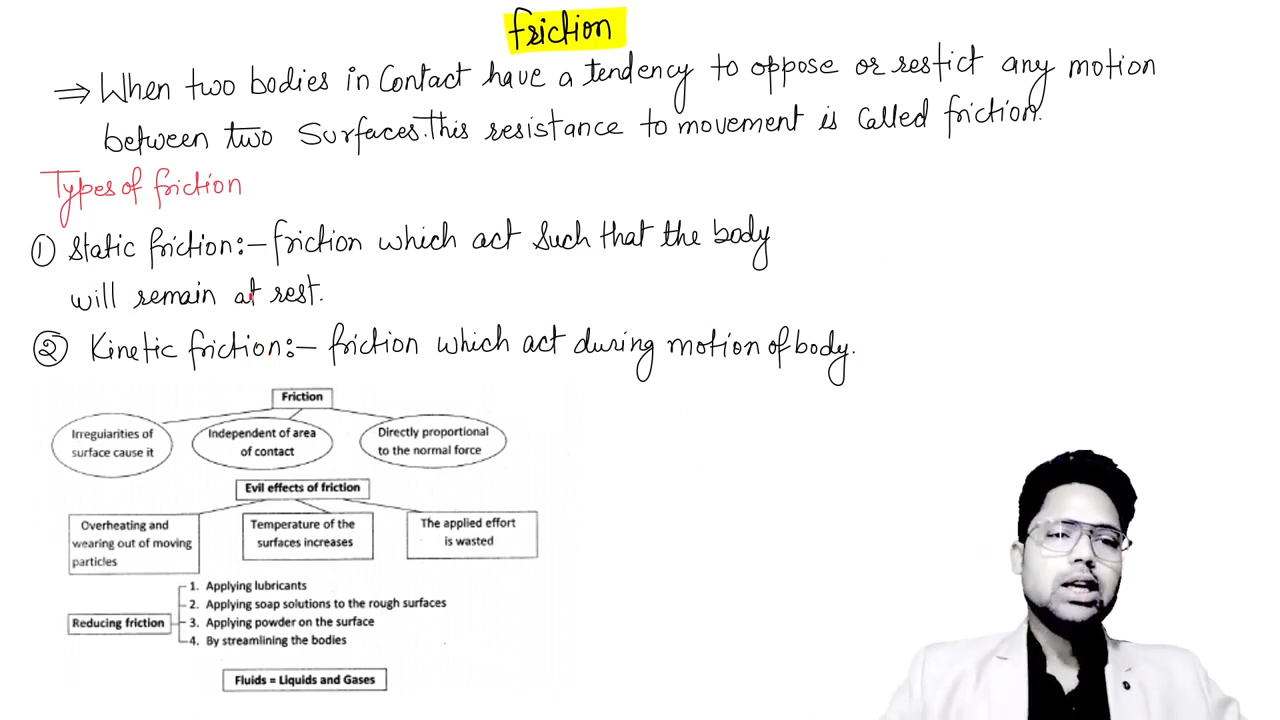 friction
⇒ When two bodies in Contact have a tendency to oppose or restict any motion
between two Surfaces.This resistance to movement is Called friction.
Types of friction
① Static friction:- friction which act Such that the body
will remain at rest.
② Kinetic friction:- friction which act during motion of body.
Friction
Irregularities of
surface cause it
Independent of area
of contact
Directly proportional
to the normal force
Evil effects of friction
Overheating and
wearing out of moving
particles
Temperature of the
surfaces increases
The applied effort
is wasted
Reducing friction
1. Applying lubricants
2. Applying soap solutions to the rough surfaces
3. Applying powder on the surface
4. By streamlining the bodies
Fluids = Liquids and Gases